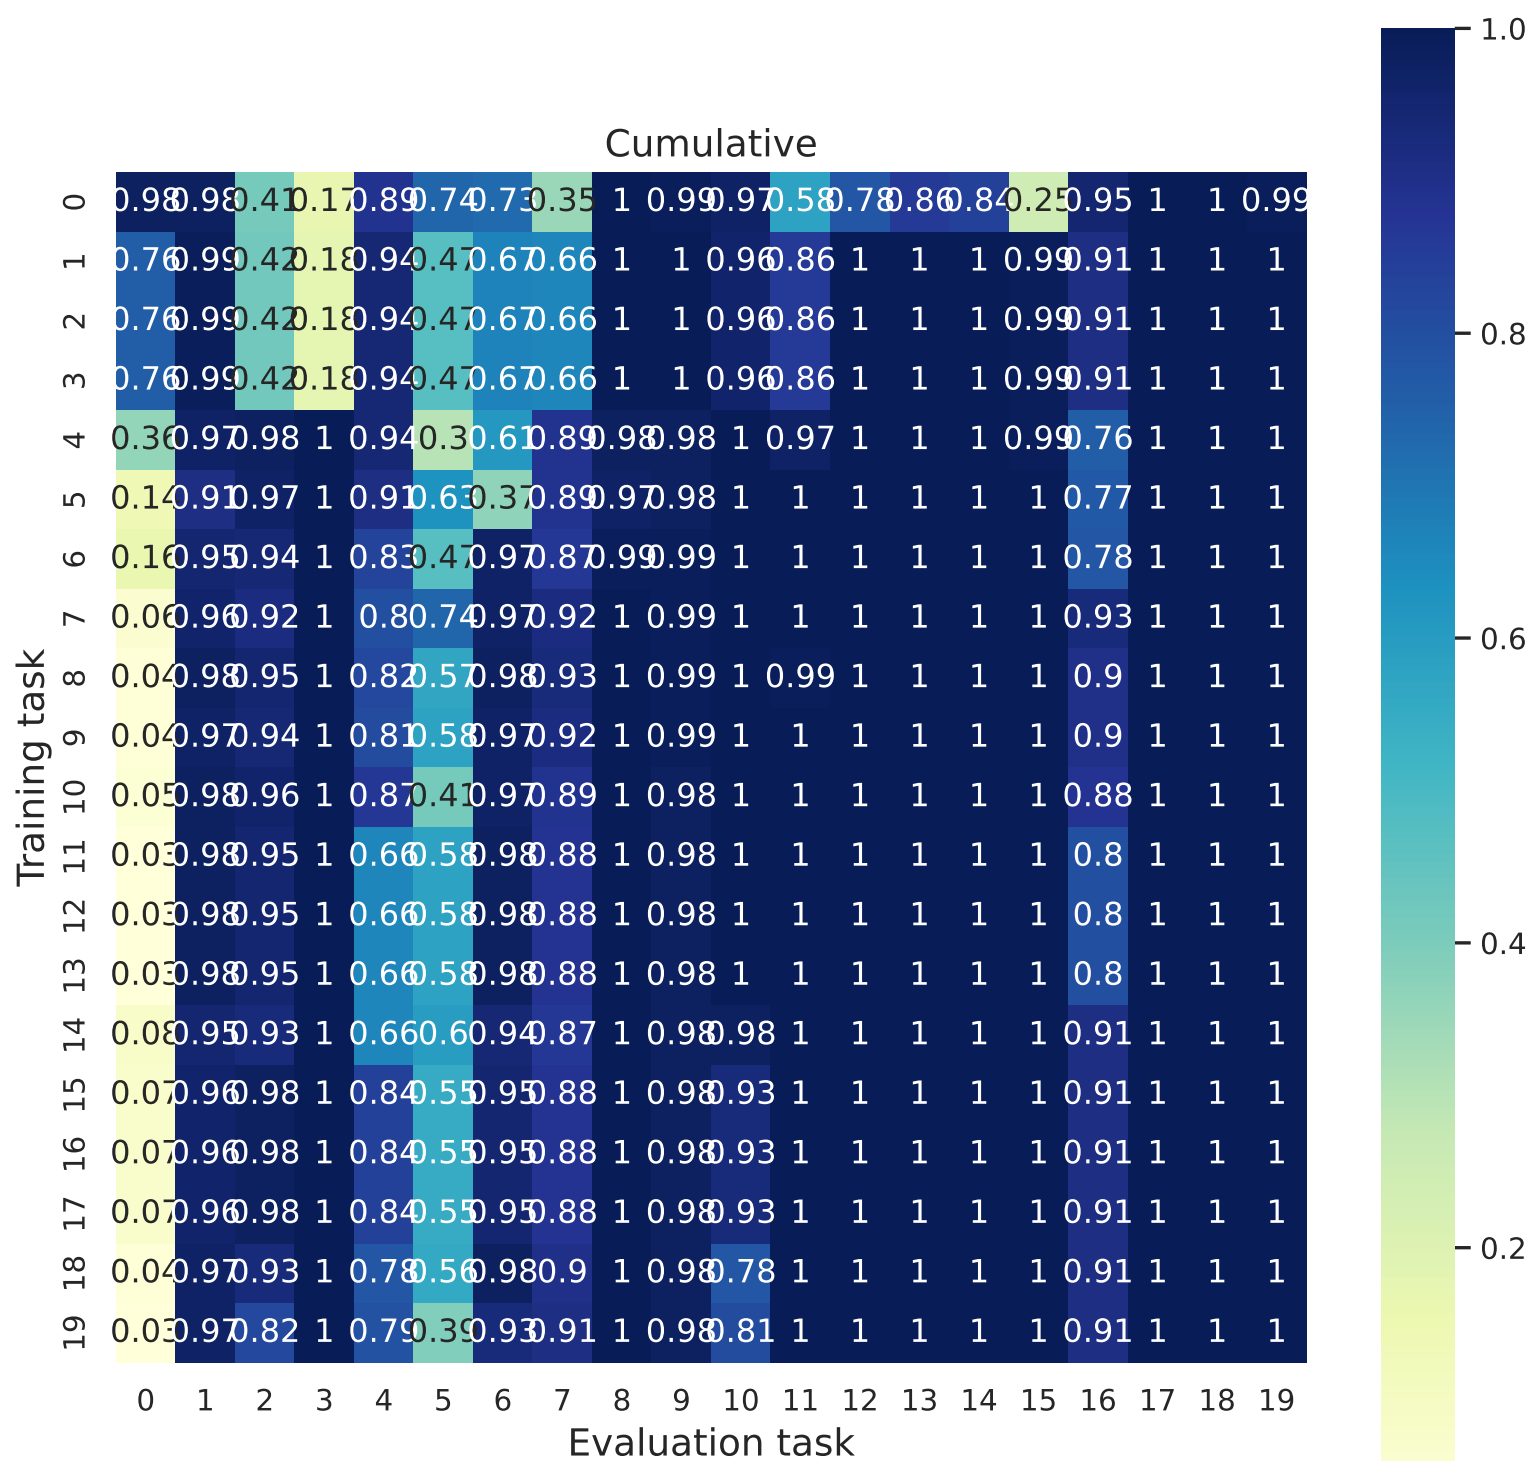 Cumulative
0 0.98 0.98 0.41 0.17 0.89 0.74 0.73 0.35 1 0.99 0.97 0.58 0.78 0.86 0.84 0.25 0.95 1 1 0.99
1 0.76 0.99 0.42 0.18 0.94 0.47 0.67 0.66 1 1 0.96 0.86 1 1 1 0.99 0.91 1 1 1
2 0.76 0.99 0.42 0.18 0.94 0.47 0.67 0.66 1 1 0.96 0.86 1 1 1 0.99 0.91 1 1 1
3 0.76 0.99 0.42 0.18 0.94 0.47 0.67 0.66 1 1 0.96 0.86 1 1 1 0.99 0.91 1 1 1
4 0.36 0.97 0.98 1 0.94 0.3 0.61 0.89 0.98 0.98 1 0.97 1 1 1 0.99 0.76 1 1 1
5 0.14 0.91 0.97 1 0.91 0.63 0.37 0.89 0.97 0.98 1 1 1 1 1 1 0.77 1 1 1
6 0.16 0.95 0.94 1 0.83 0.47 0.97 0.87 0.99 0.99 1 1 1 1 1 1 0.78 1 1 1
7 0.06 0.96 0.92 1 0.8 0.74 0.97 0.92 1 0.99 1 1 1 1 1 1 0.93 1 1 1
8 0.04 0.98 0.95 1 0.82 0.57 0.98 0.93 1 0.99 1 0.99 1 1 1 1 0.9 1 1 1
9 0.04 0.97 0.94 1 0.81 0.58 0.97 0.92 1 0.99 1 1 1 1 1 1 0.9 1 1 1
10 0.05 0.98 0.96 1 0.87 0.41 0.97 0.89 1 0.98 1 1 1 1 1 1 0.88 1 1 1
11 0.03 0.98 0.95 1 0.66 0.58 0.98 0.88 1 0.98 1 1 1 1 1 1 0.8 1 1 1
12 0.03 0.98 0.95 1 0.66 0.58 0.98 0.88 1 0.98 1 1 1 1 1 1 0.8 1 1 1
13 0.03 0.98 0.95 1 0.66 0.58 0.98 0.88 1 0.98 1 1 1 1 1 1 0.8 1 1 1
14 0.08 0.95 0.93 1 0.66 0.6 0.94 0.87 1 0.98 0.98 1 1 1 1 1 0.91 1 1 1
15 0.07 0.96 0.98 1 0.84 0.55 0.95 0.88 1 0.98 0.93 1 1 1 1 1 0.91 1 1 1
16 0.07 0.96 0.98 1 0.84 0.55 0.95 0.88 1 0.98 0.93 1 1 1 1 1 0.91 1 1 1
17 0.07 0.96 0.98 1 0.84 0.55 0.95 0.88 1 0.98 0.93 1 1 1 1 1 0.91 1 1 1
18 0.04 0.97 0.93 1 0.78 0.56 0.98 0.9 1 0.98 0.78 1 1 1 1 1 0.91 1 1 1
19 0.03 0.97 0.82 1 0.79 0.39 0.93 0.91 1 0.98 0.81 1 1 1 1 1 0.91 1 1 1
0 1 2 3 4 5 6 7 8 9 10 11 12 13 14 15 16 17 18 19
Evaluation task
Training task
1.0
0.8
0.6
0.4
0.2